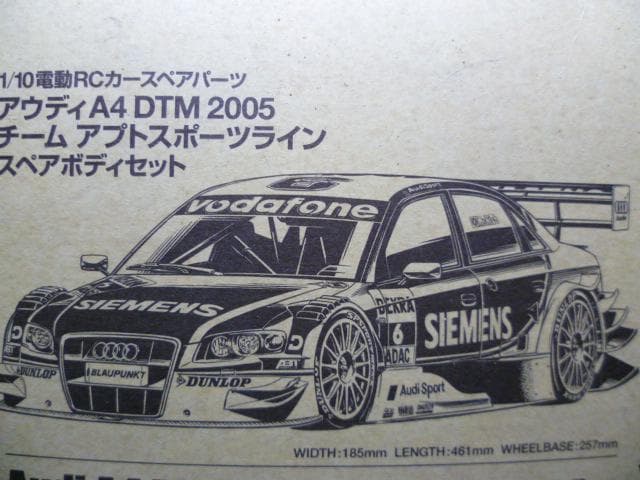 1/10電動RCカースペアパーツ
アウディA4 DTM 2005
チーム アプトスポーツライン
スペアボディセット
vodafone
SIEMENS
DEKRA
6
ADAC
SIEMENS
BLAUPUNKT
DUNLOP
DUNLOP
Audi Sport
WIDTH:185mm LENGTH:461mm WHEELBASE:257mm